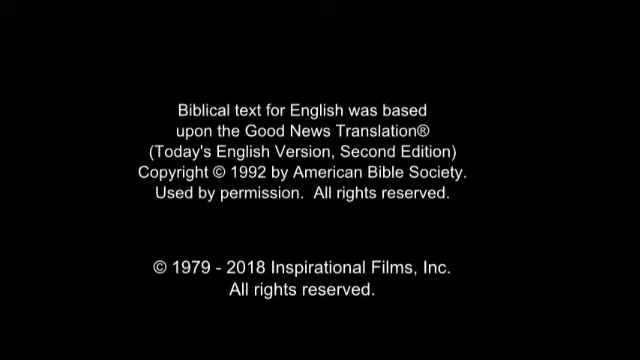 Biblical text for English was based
upon the Good News Translation®
(Today's English Version, Second Edition)
Copyright © 1992 by American Bible Society.
Used by permission.  All rights reserved.
© 1979 - 2018 Inspirational Films, Inc.
All rights reserved.